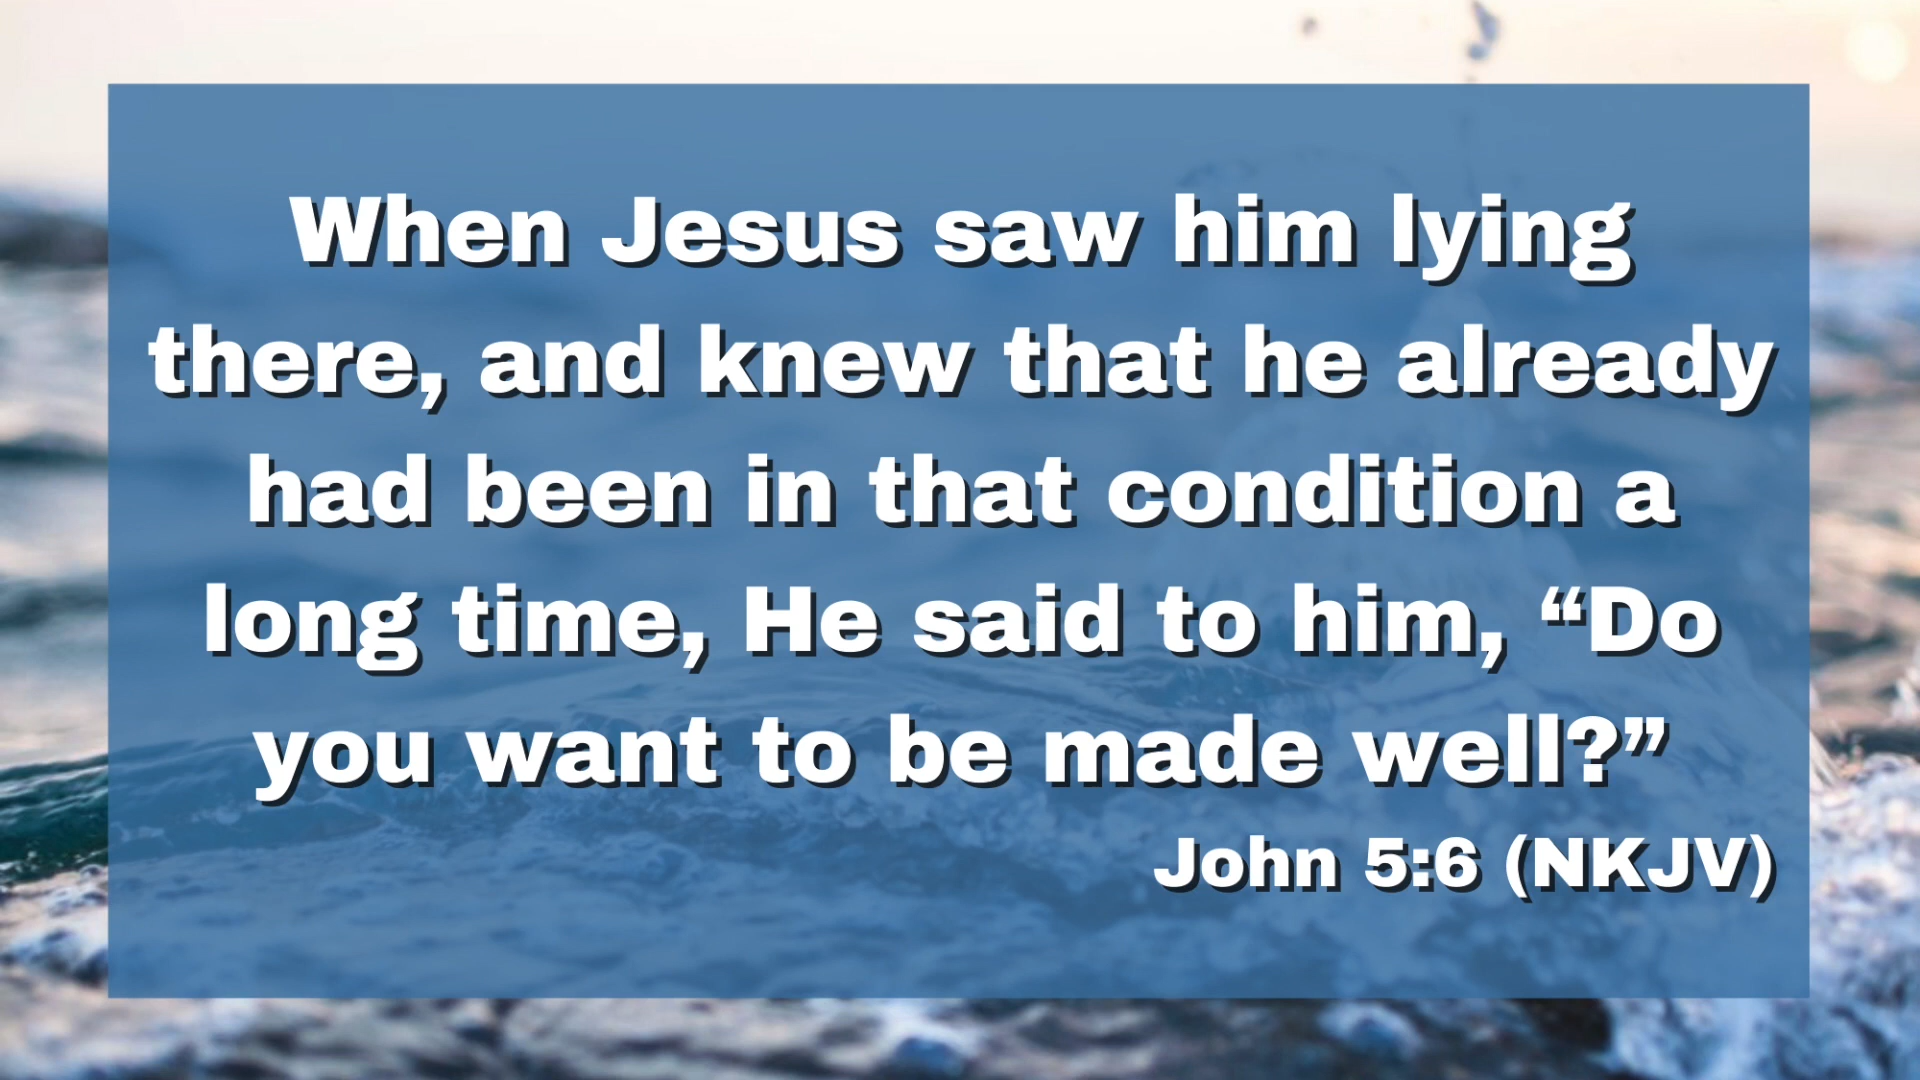 When Jesus saw him lying
there, and knew that he already
had been in that condition a
long time, He said to him, “Do
you want to be made well?”
John 5:6 (NKJV)